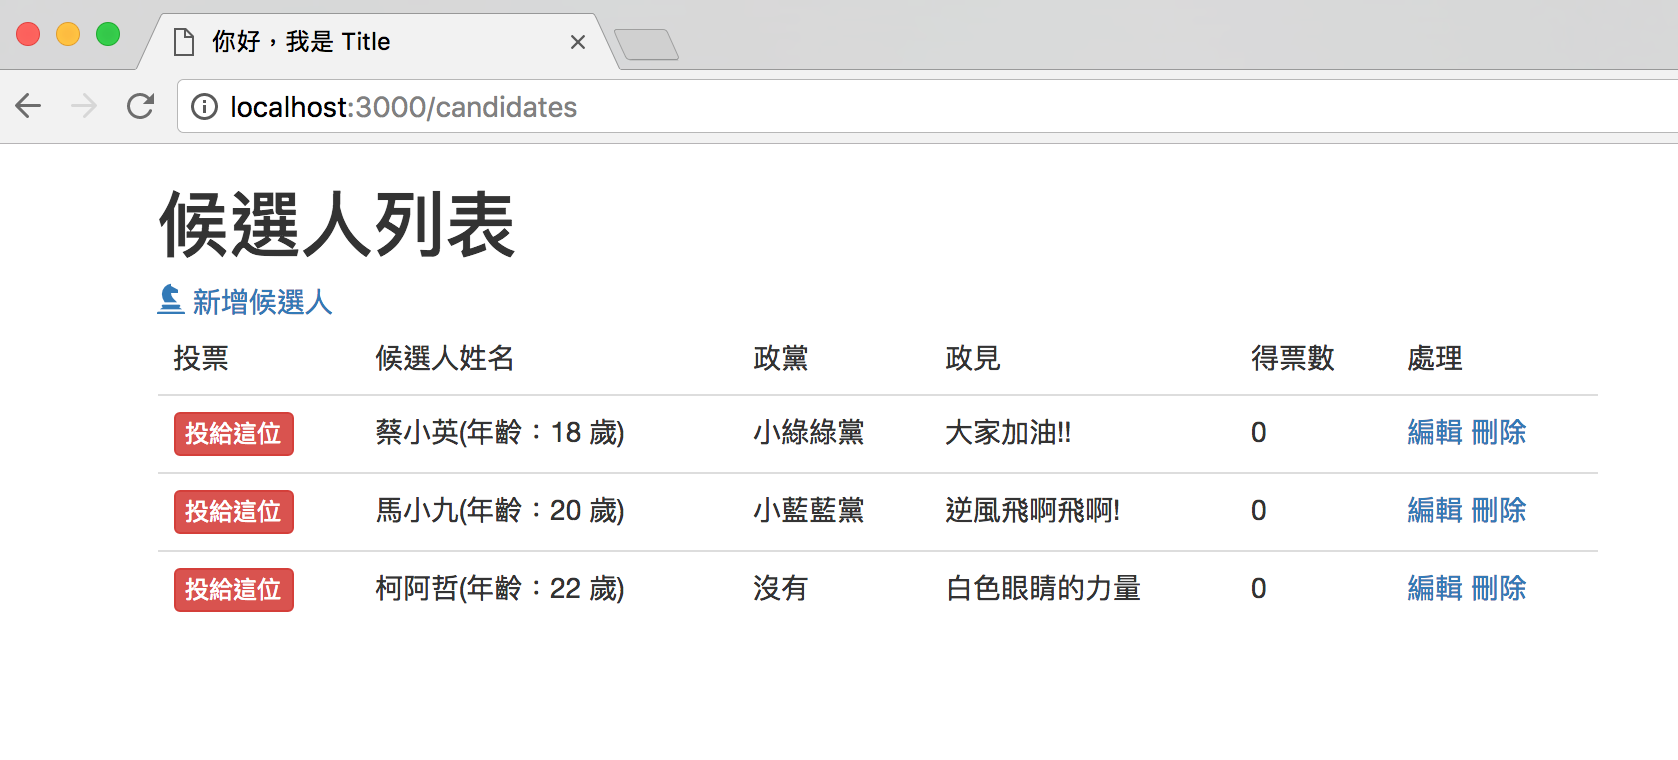 你好，我是 Title
localhost:3000/candidates
候選人列表
新增候選人
投票 候選人姓名 政黨 政見 得票數 處理
投給這位 蔡小英(年齡：18 歲) 小綠綠黨 大家加油!! 0 編輯 刪除
投給這位 馬小九(年齡：20 歲) 小藍藍黨 逆風飛啊飛啊! 0 編輯 刪除
投給這位 柯阿哲(年齡：22 歲) 沒有 白色眼睛的力量 0 編輯 刪除